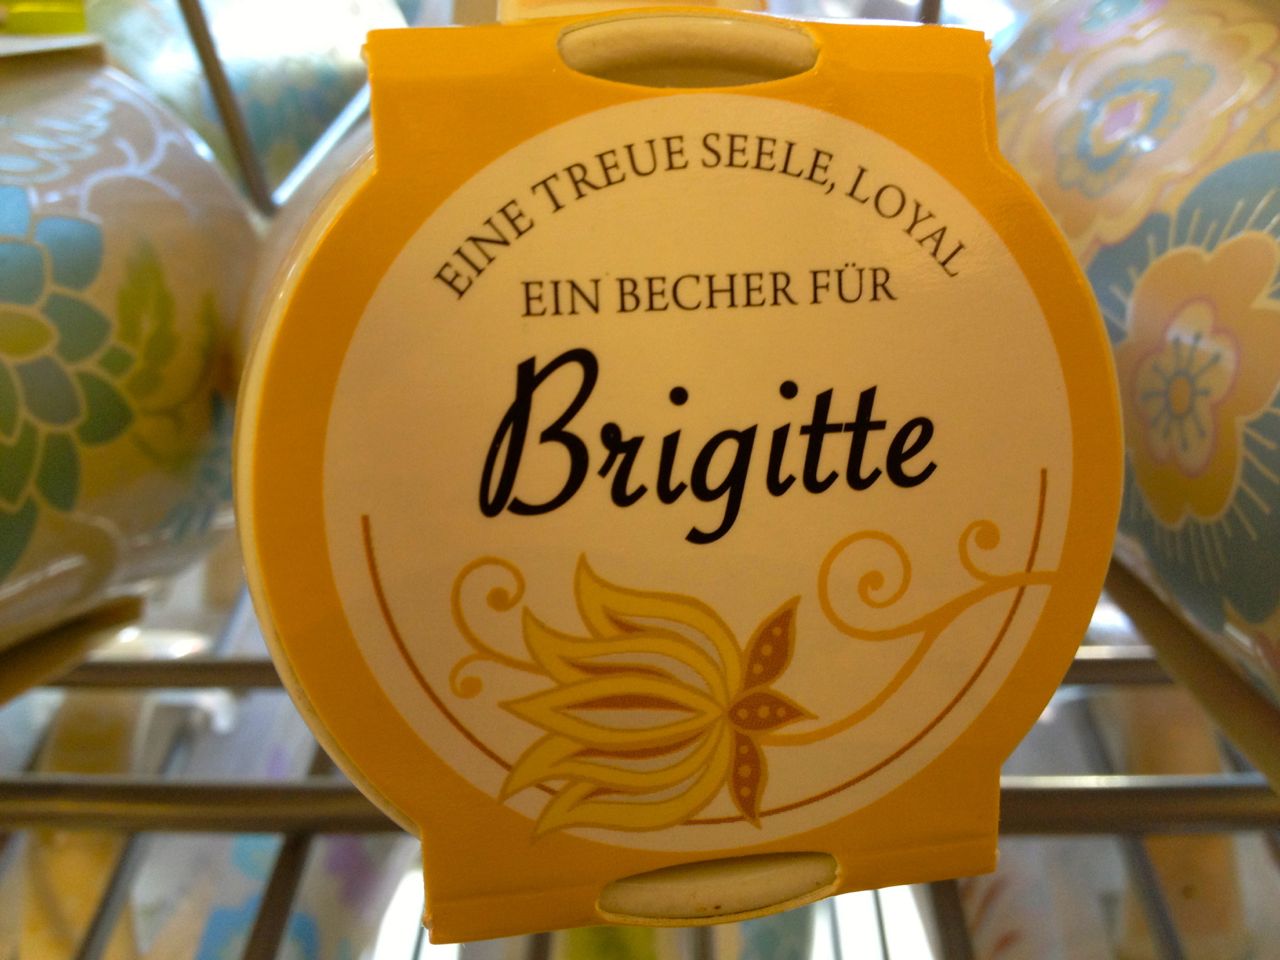 EINE TREUE SEELE, LOYAL
EIN BECHER FÜR
Brigitte